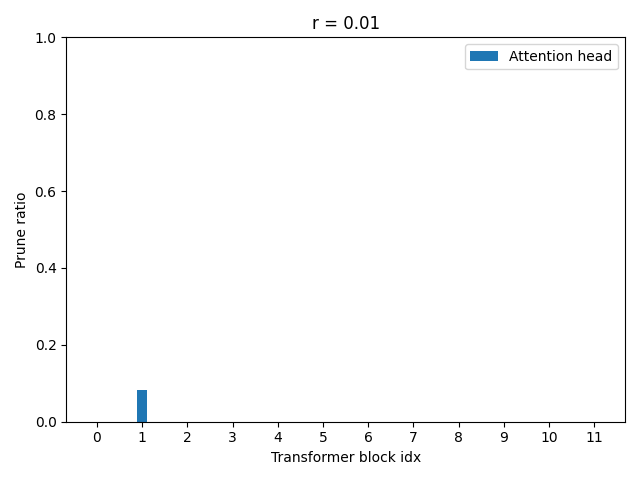 r = 0.01
Attention head
Prune ratio
1.0
0.8
0.6
0.4
0.2
0.0
0 1 2 3 4 5 6 7 8 9 10 11
Transformer block idx